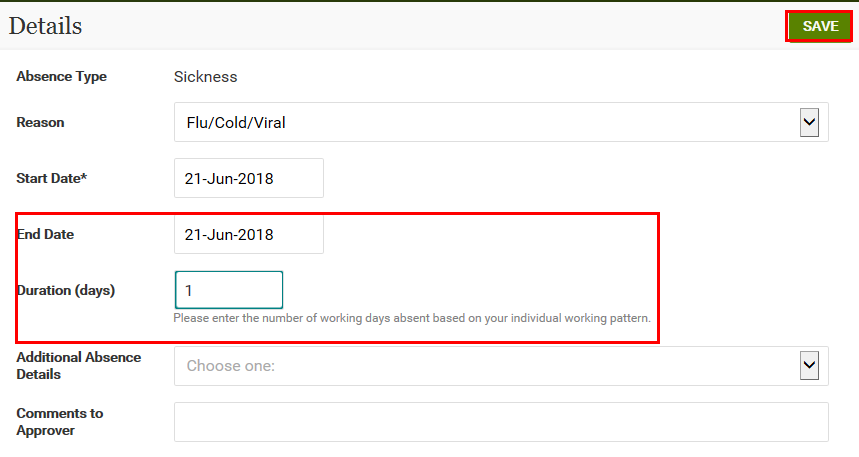 Details
SAVE
Absence Type
Sickness
Reason
Flu/Cold/Viral
Start Date*
21-Jun-2018
End Date
21-Jun-2018
Duration (days)
1
Please enter the number of working days absent based on your individual working pattern.
Additional Absence
Details
Choose one:
Comments to
Approver